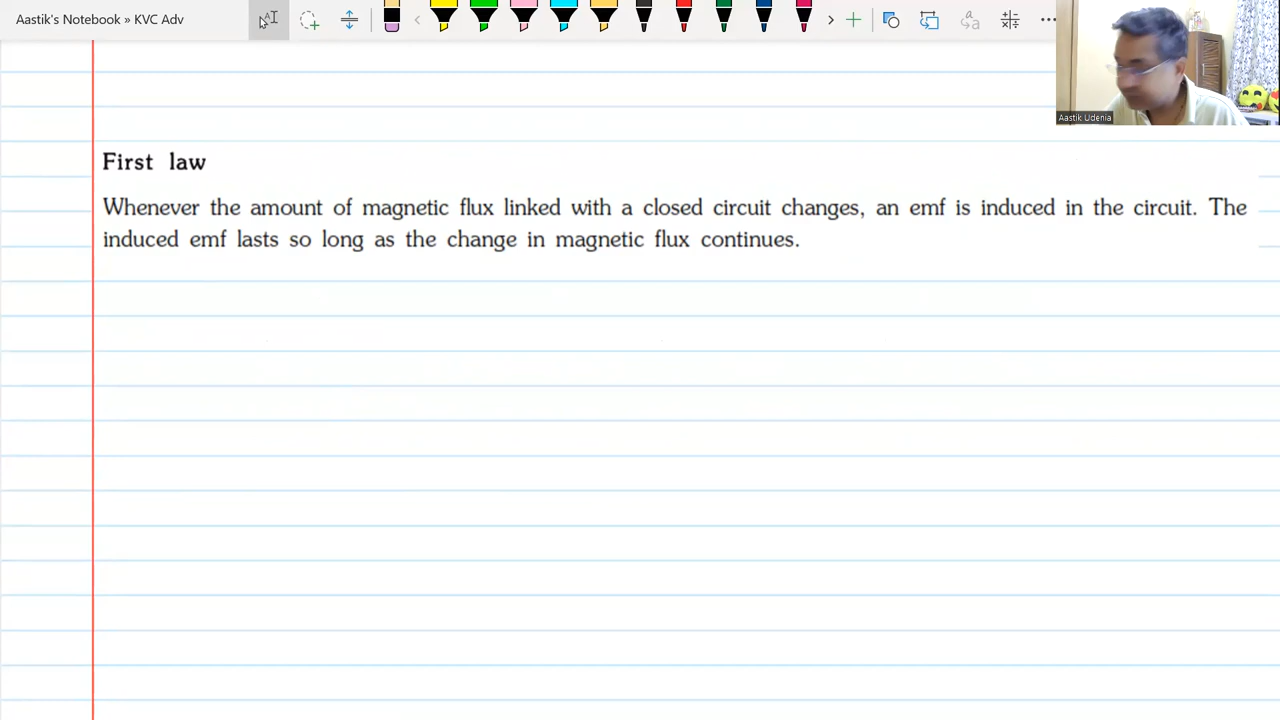 Aastik's Notebook » KVC Adv
Aastik Udenia
First law
Whenever the amount of magnetic flux linked with a closed circuit changes, an emf is induced in the circuit. The
induced emf lasts so long as the change in magnetic flux continues.